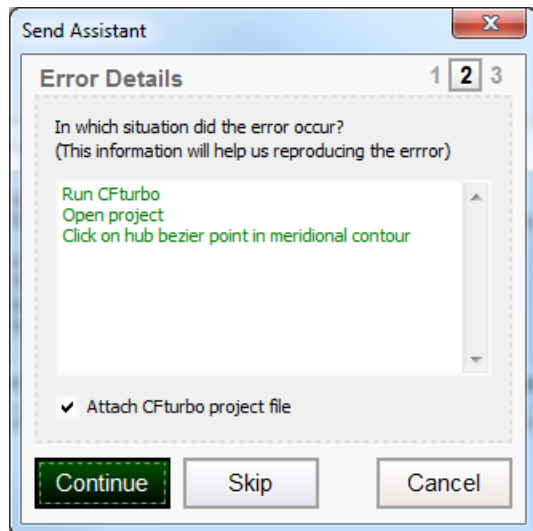 Send Assistant
Error Details
1 2 3
In which situation did the error occur?
(This information will help us reproducing the errror)
Run CFturbo
Open project
Click on hub bezier point in meridional contour
Attach CFturbo project file
Continue Skip Cancel